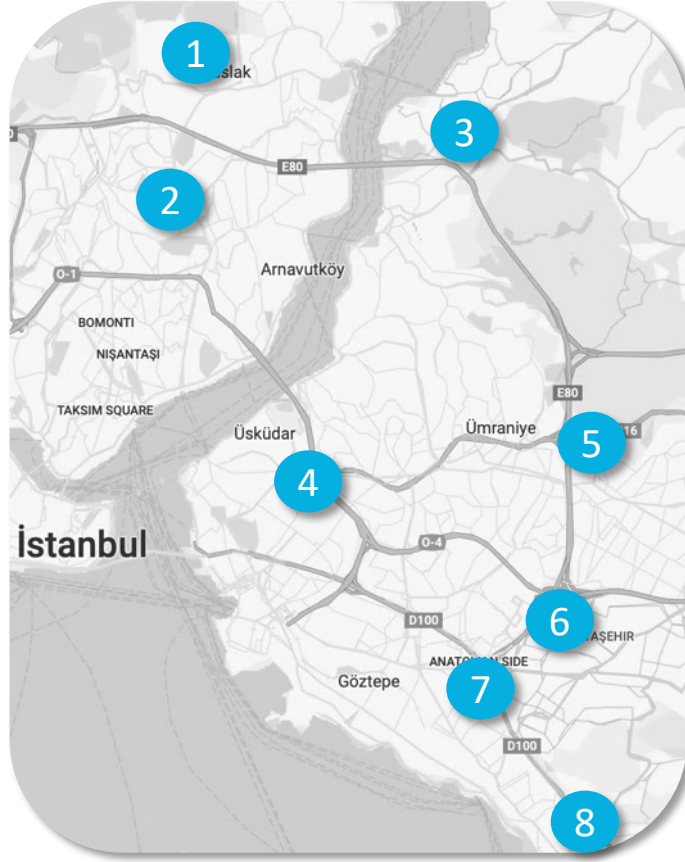 1
slak
3
E80
2
Arnavutköy
O-1
BOMONTI
NIŞANTAŞI
E80
TAKSIM SQUARE
Üsküdar
Ümraniye
16
5
4
İstanbul
O-4
6
D100
AŞEHIR
ANATO
N SIDE
Göztepe
7
D100
8